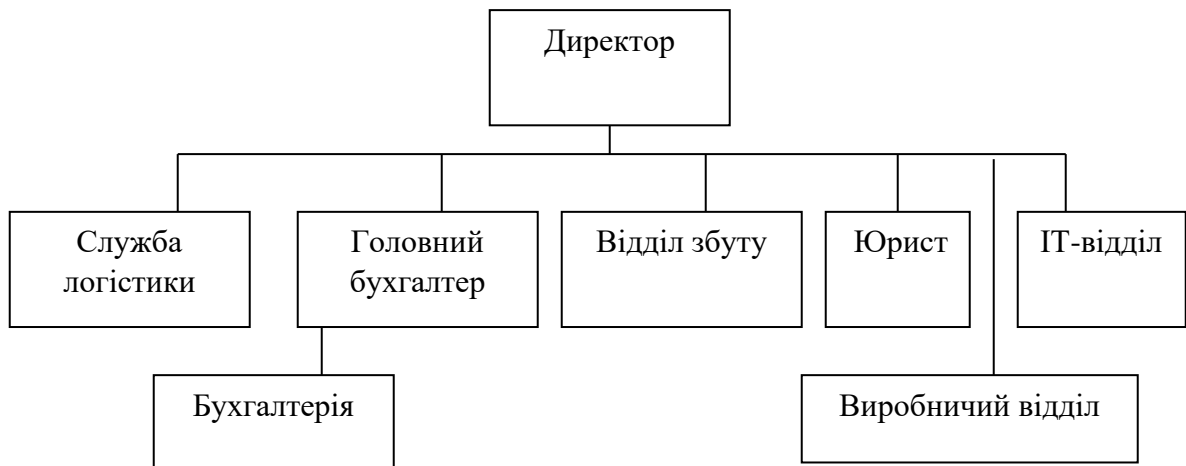 Директор
Служба
логістики
Головний
бухгалтер
Відділ збуту
Юрист
ІТ-відділ
Бухгалтерія
Виробничий відділ